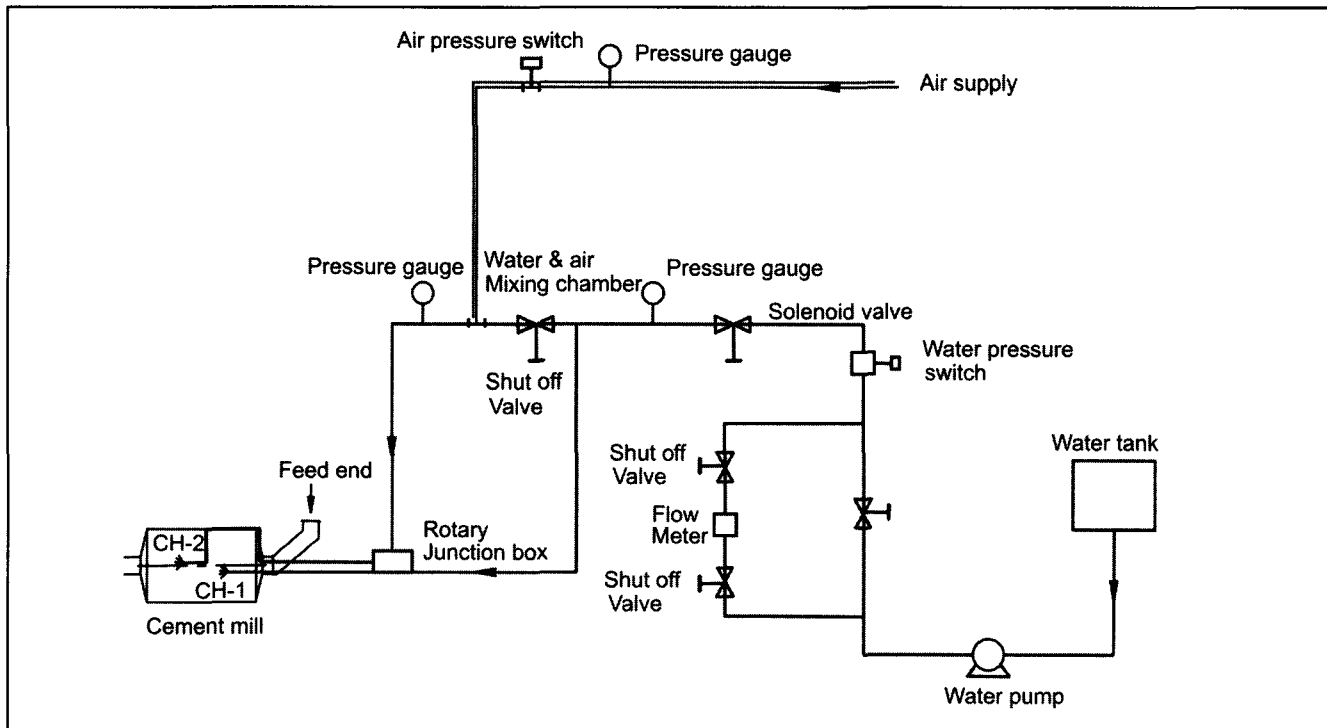 Air pressure switch
Pressure gauge
Air supply
Pressure gauge
Water & air
Mixing chamber
Pressure gauge
Solenoid valve
Shut off
Valve
Water pressure
switch
Water tank
Shut off
Valve
Flow
Meter
Shut off
Valve
Feed end
Rotary
Junction box
CH-2
CH-1
Cement mill
Water pump